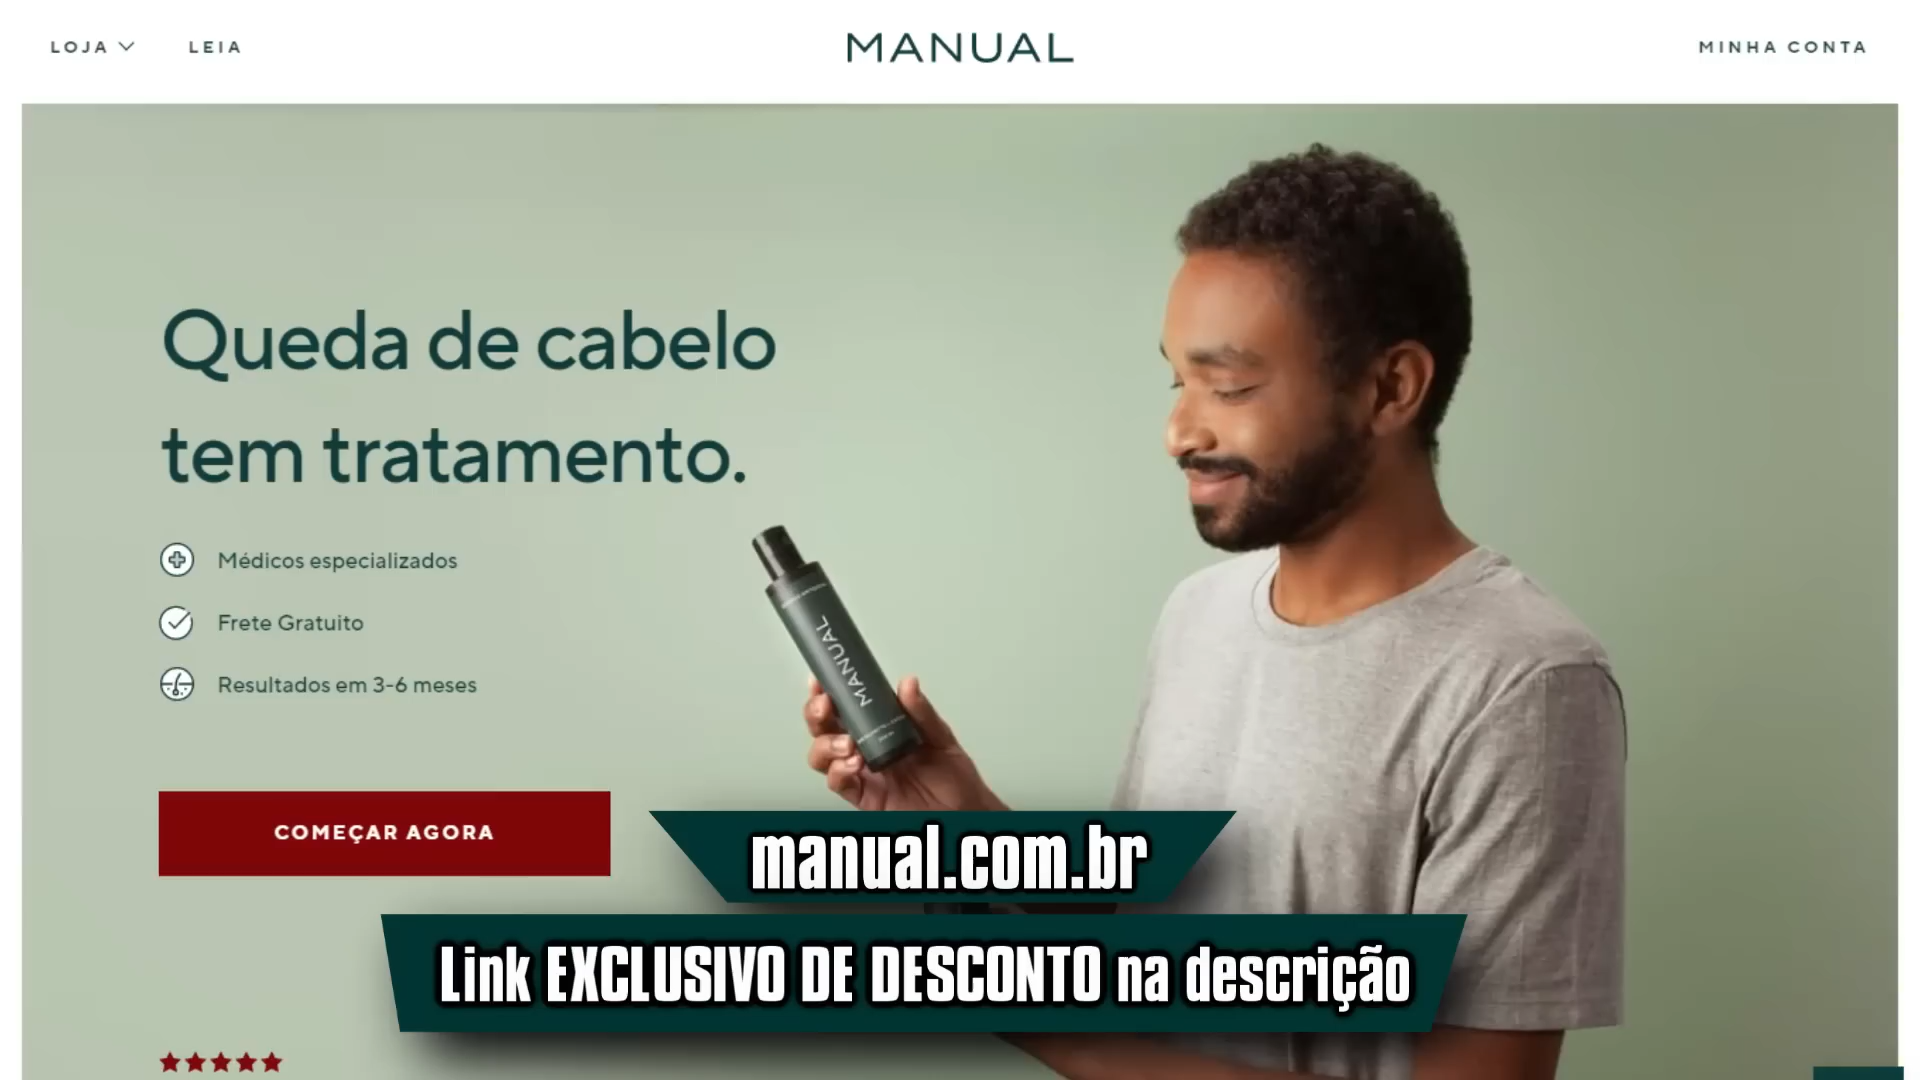 LOJA
LEIA
MANUAL
MINHA CONTA
Queda de cabelo
tem tratamento.
Médicos especializados
Frete Gratuito
Resultados em 3-6 meses
MANUAL
COMEÇAR AGORA
manual.com.br
Link EXCLUSIVO DE DESCONTO na descrição